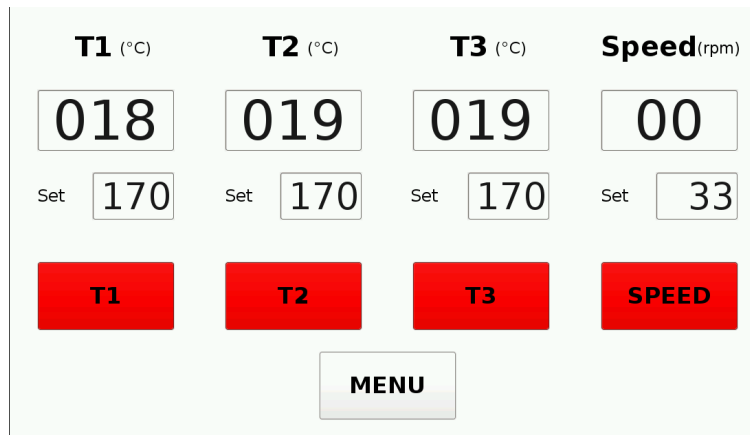 T1 (°C) T2 (°C) T3 (°C) Speed(rpm)
018 019 019 00
Set 170 Set 170 Set 170 Set 33
T1 T2 T3 SPEED
MENU